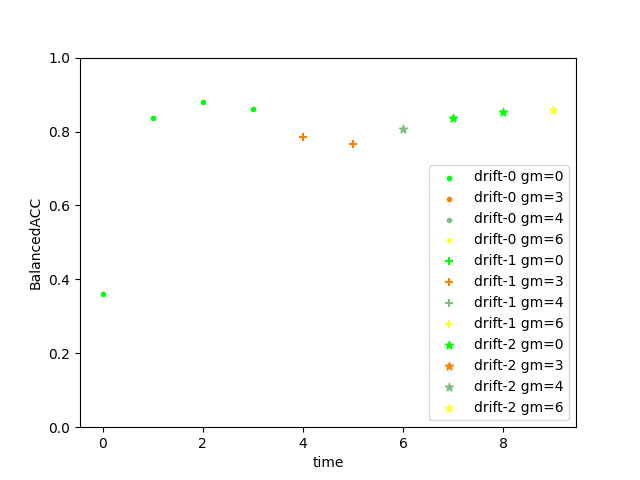 1.0
0.8
0.6
0.4
0.2
0.0
BalancedACC
0 2 4 6 8
time
drift-0 gm=0
drift-0 gm=3
drift-0 gm=4
drift-0 gm=6
drift-1 gm=0
drift-1 gm=3
drift-1 gm=4
drift-1 gm=6
drift-2 gm=0
drift-2 gm=3
drift-2 gm=4
drift-2 gm=6